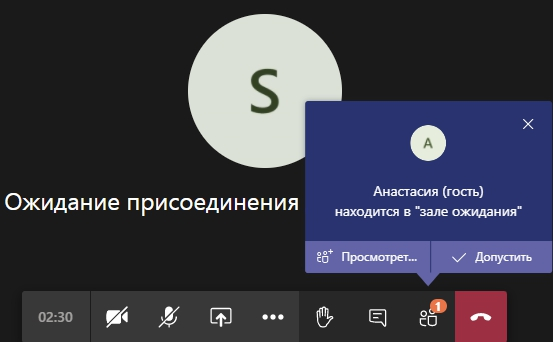 S
Ожидание присоединения
A
Анастасия (гость)
находится в "зале ожидания"
Просмотрет... Допустить
02:30
1